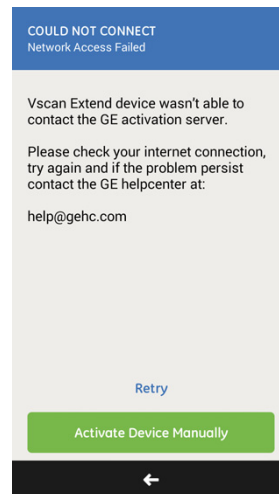 COULD NOT CONNECT
Network Access Failed
Vscan Extend device wasn't able to
contact the GE activation server.
Please check your internet connection,
try again and if the problem persist
contact the GE helpcenter at:
help@gehc.com
Retry
Activate Device Manually